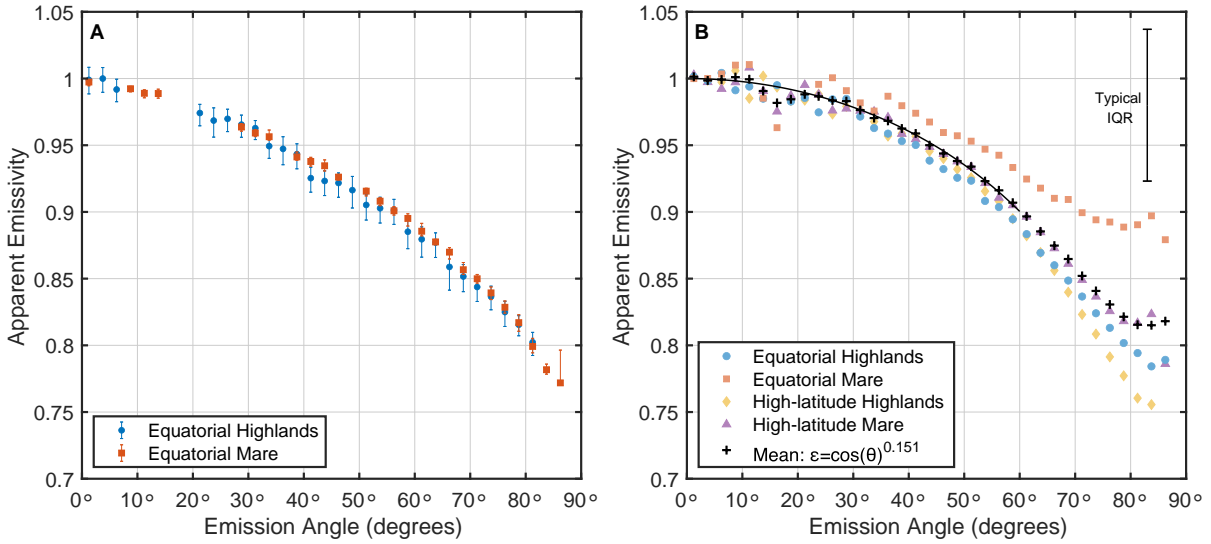 A
1.05
1
0.95
0.9
0.85
0.8
0.75
0.7
Apparent Emissivity
0° 10° 20° 30° 40° 50° 60° 70° 80° 90°
Emission Angle (degrees)
Equatorial Highlands
Equatorial Mare
B
1.05
1
0.95
0.9
0.85
0.8
0.75
0.7
Apparent Emissivity
0° 10° 20° 30° 40° 50° 60° 70° 80° 90°
Emission Angle (degrees)
Typical
IQR
Equatorial Highlands
Equatorial Mare
High-latitude Highlands
High-latitude Mare
Mean: ε=cos(θ)^0.151